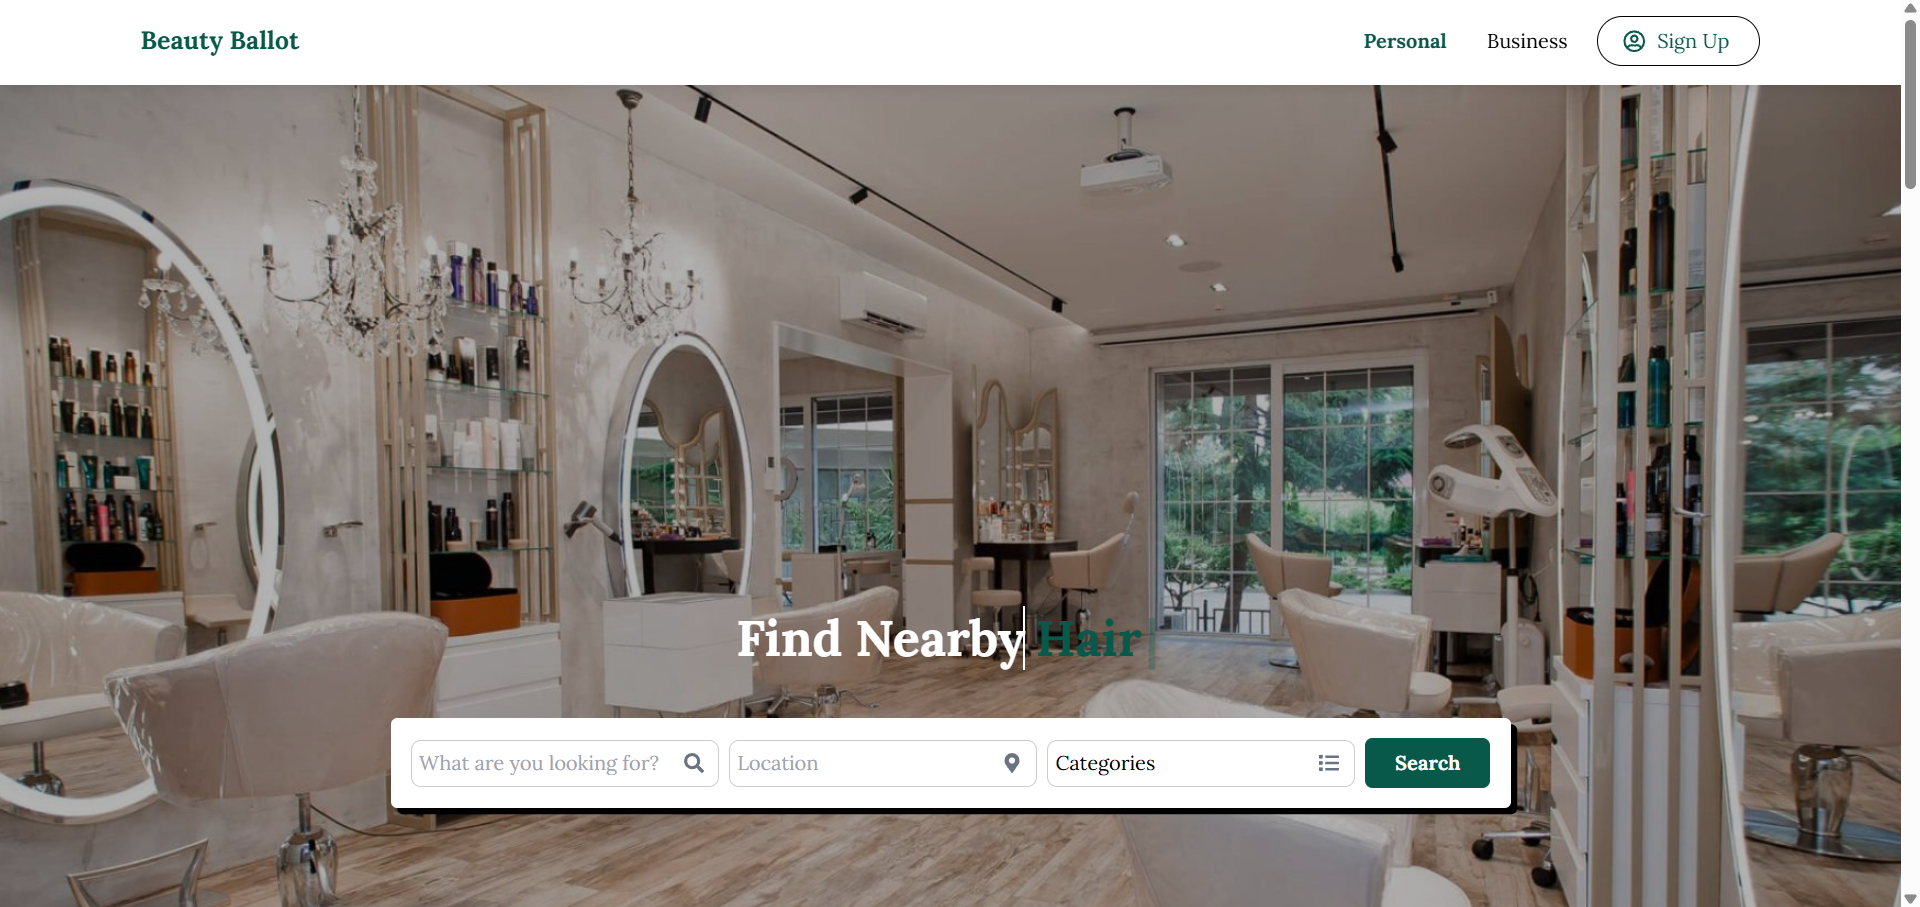 Beauty Ballot
Personal
Business
Sign Up
Find Nearby Hair
What are you looking for?
Location
Categories
Search